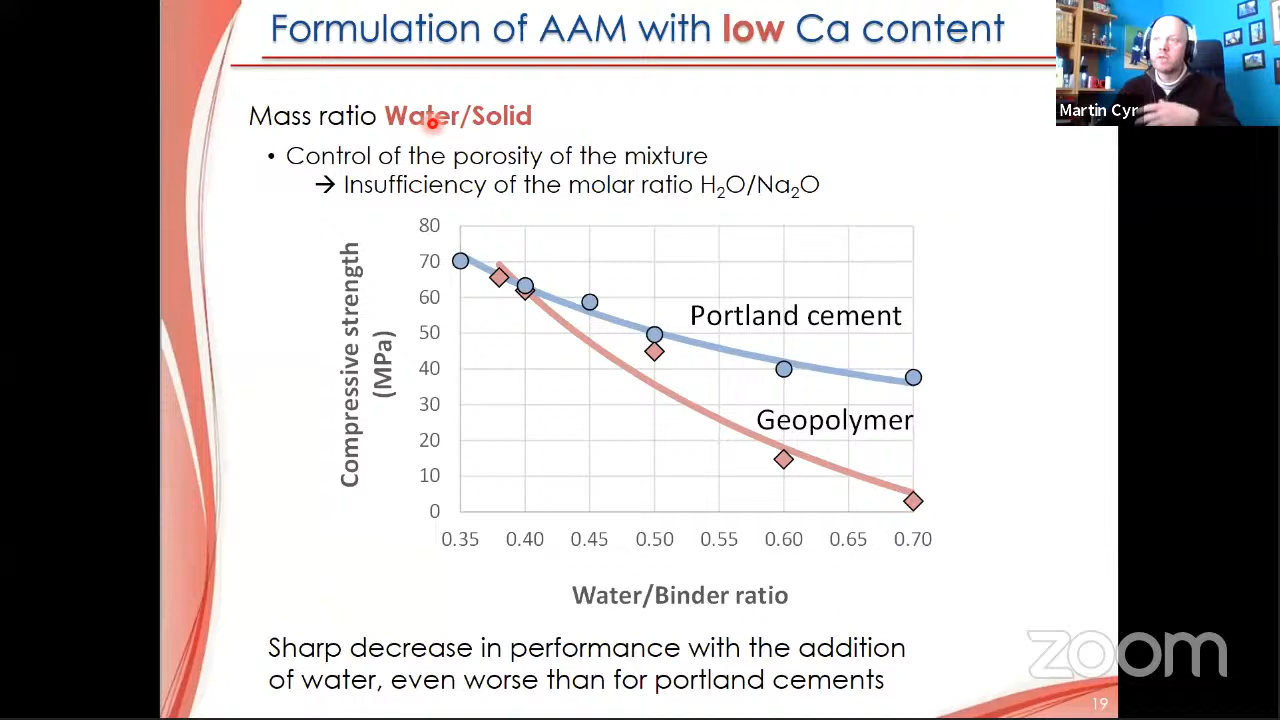 Formulation of AAM with low Ca content
Martin Cyr
Mass ratio Water/Solid
• Control of the porosity of the mixture
→ Insufficiency of the molar ratio H₂O/Na₂O
Compressive strength
(MPa)
80
70
60
50
40
30
20
10
0
Portland cement
Geopolymer
0.35 0.40 0.45 0.50 0.55 0.60 0.65 0.70
Water/Binder ratio
Sharp decrease in performance with the addition
of water, even worse than for portland cements
zoom
19